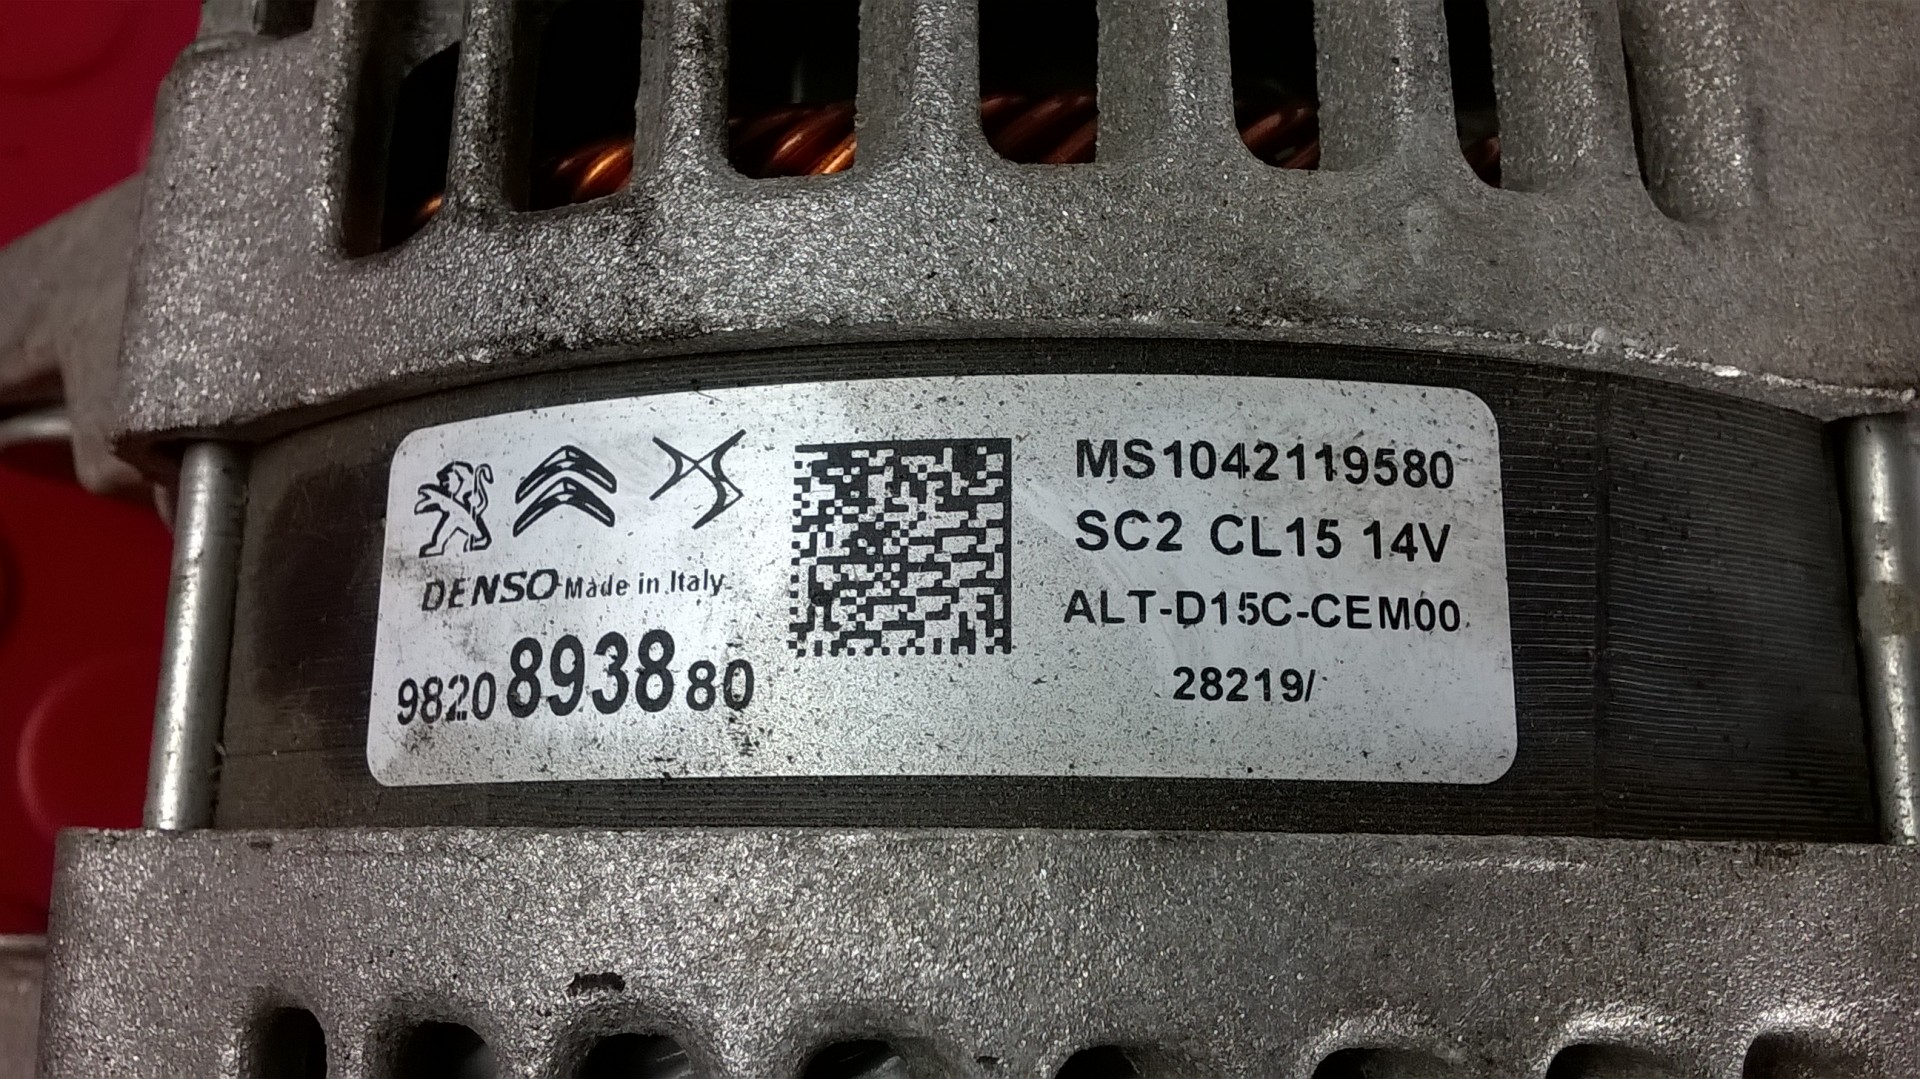 DENSO Made in Italy
9820893880
MS1042119580
SC2 CL15 14V
ALT-D15C-CEM00
28219/